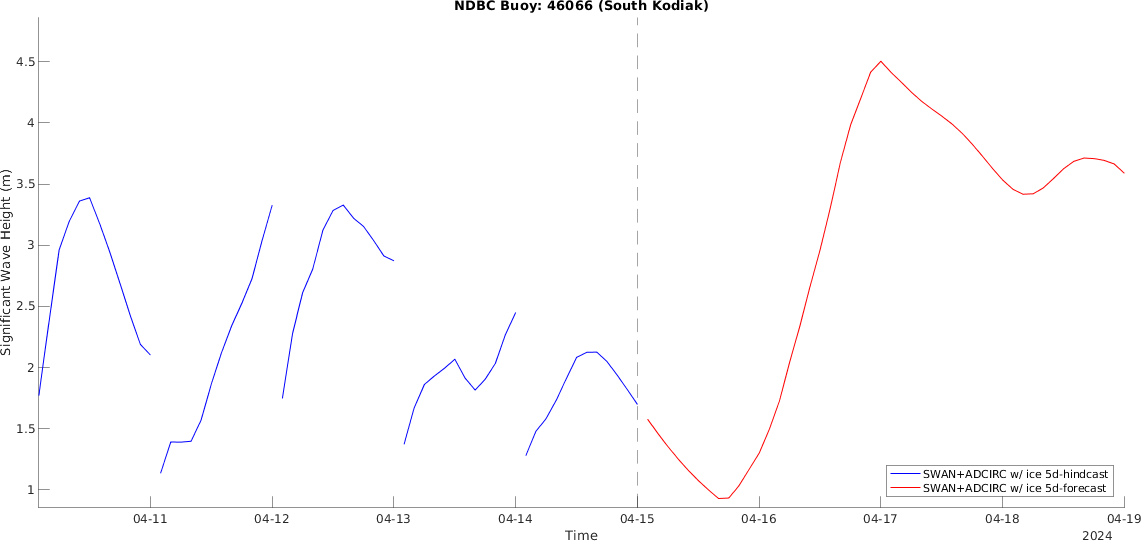 NDBC Buoy: 46066 (South Kodiak)
Significant Wave Height (m)
4.5
4
3.5
3
2.5
2
1.5
1
04-11 04-12 04-13 04-14 04-15 04-16 04-17 04-18 04-19
Time
2024
SWAN+ADCIRC w/ ice 5d-hindcast
SWAN+ADCIRC w/ ice 5d-forecast